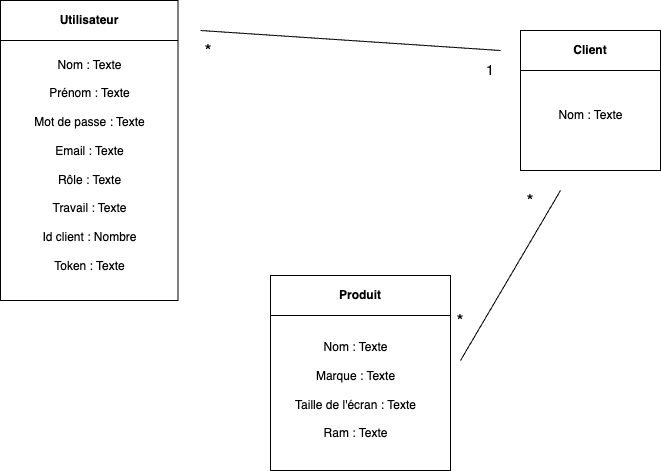 Utilisateur
Nom : Texte
Prénom : Texte
Mot de passe : Texte
Email : Texte
Rôle : Texte
Travail : Texte
Id client : Nombre
Token : Texte
*
1
Client
Nom : Texte
*
*
Produit
Nom : Texte
Marque : Texte
Taille de l'écran : Texte
Ram : Texte